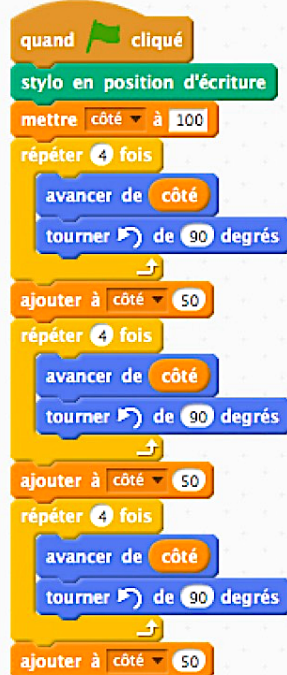 quand cliqué
stylo en position d'écriture
mettre côté à 100
répéter 4 fois
avancer de côté
tourner de 90 degrés
ajouter à côté 50
répéter 4 fois
avancer de côté
tourner de 90 degrés
ajouter à côté 50
répéter 4 fois
avancer de côté
tourner de 90 degrés
ajouter à côté 50